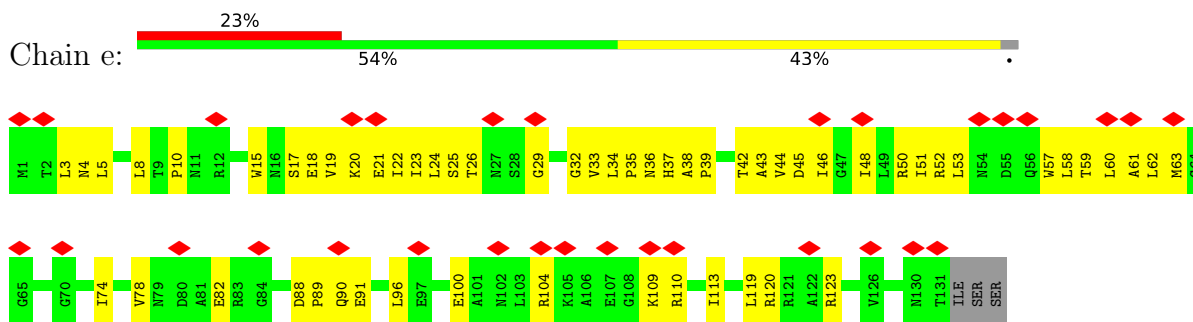 23%
Chain e:
54% 43% •
M1 T2 L3 N4 L5 L8 T9 P10 N11 R12 W15 N16 S17 E18 V19 K20 E21 I22 I23 L24 S25 T26 N27 S28 G29 G32 V33 L34 P35 N36 H37 A38 P39 T42 A43 V44 D45 I46 G47 I48 L49 R50 I51 R52 L53 N54 D55 Q56 W57 L58 T59 L60 A61 L62 M63
G65 G70 I74 V78 N79 D80 A81 E82 R83 G84 D88 P89 Q90 E91 L96 E97 E100 A101 N102 L103 R104 K105 A106 E107 G108 K109 R110 I113 L119 R120 R121 A122 R123 V126 N130 T131 ILE SER SER